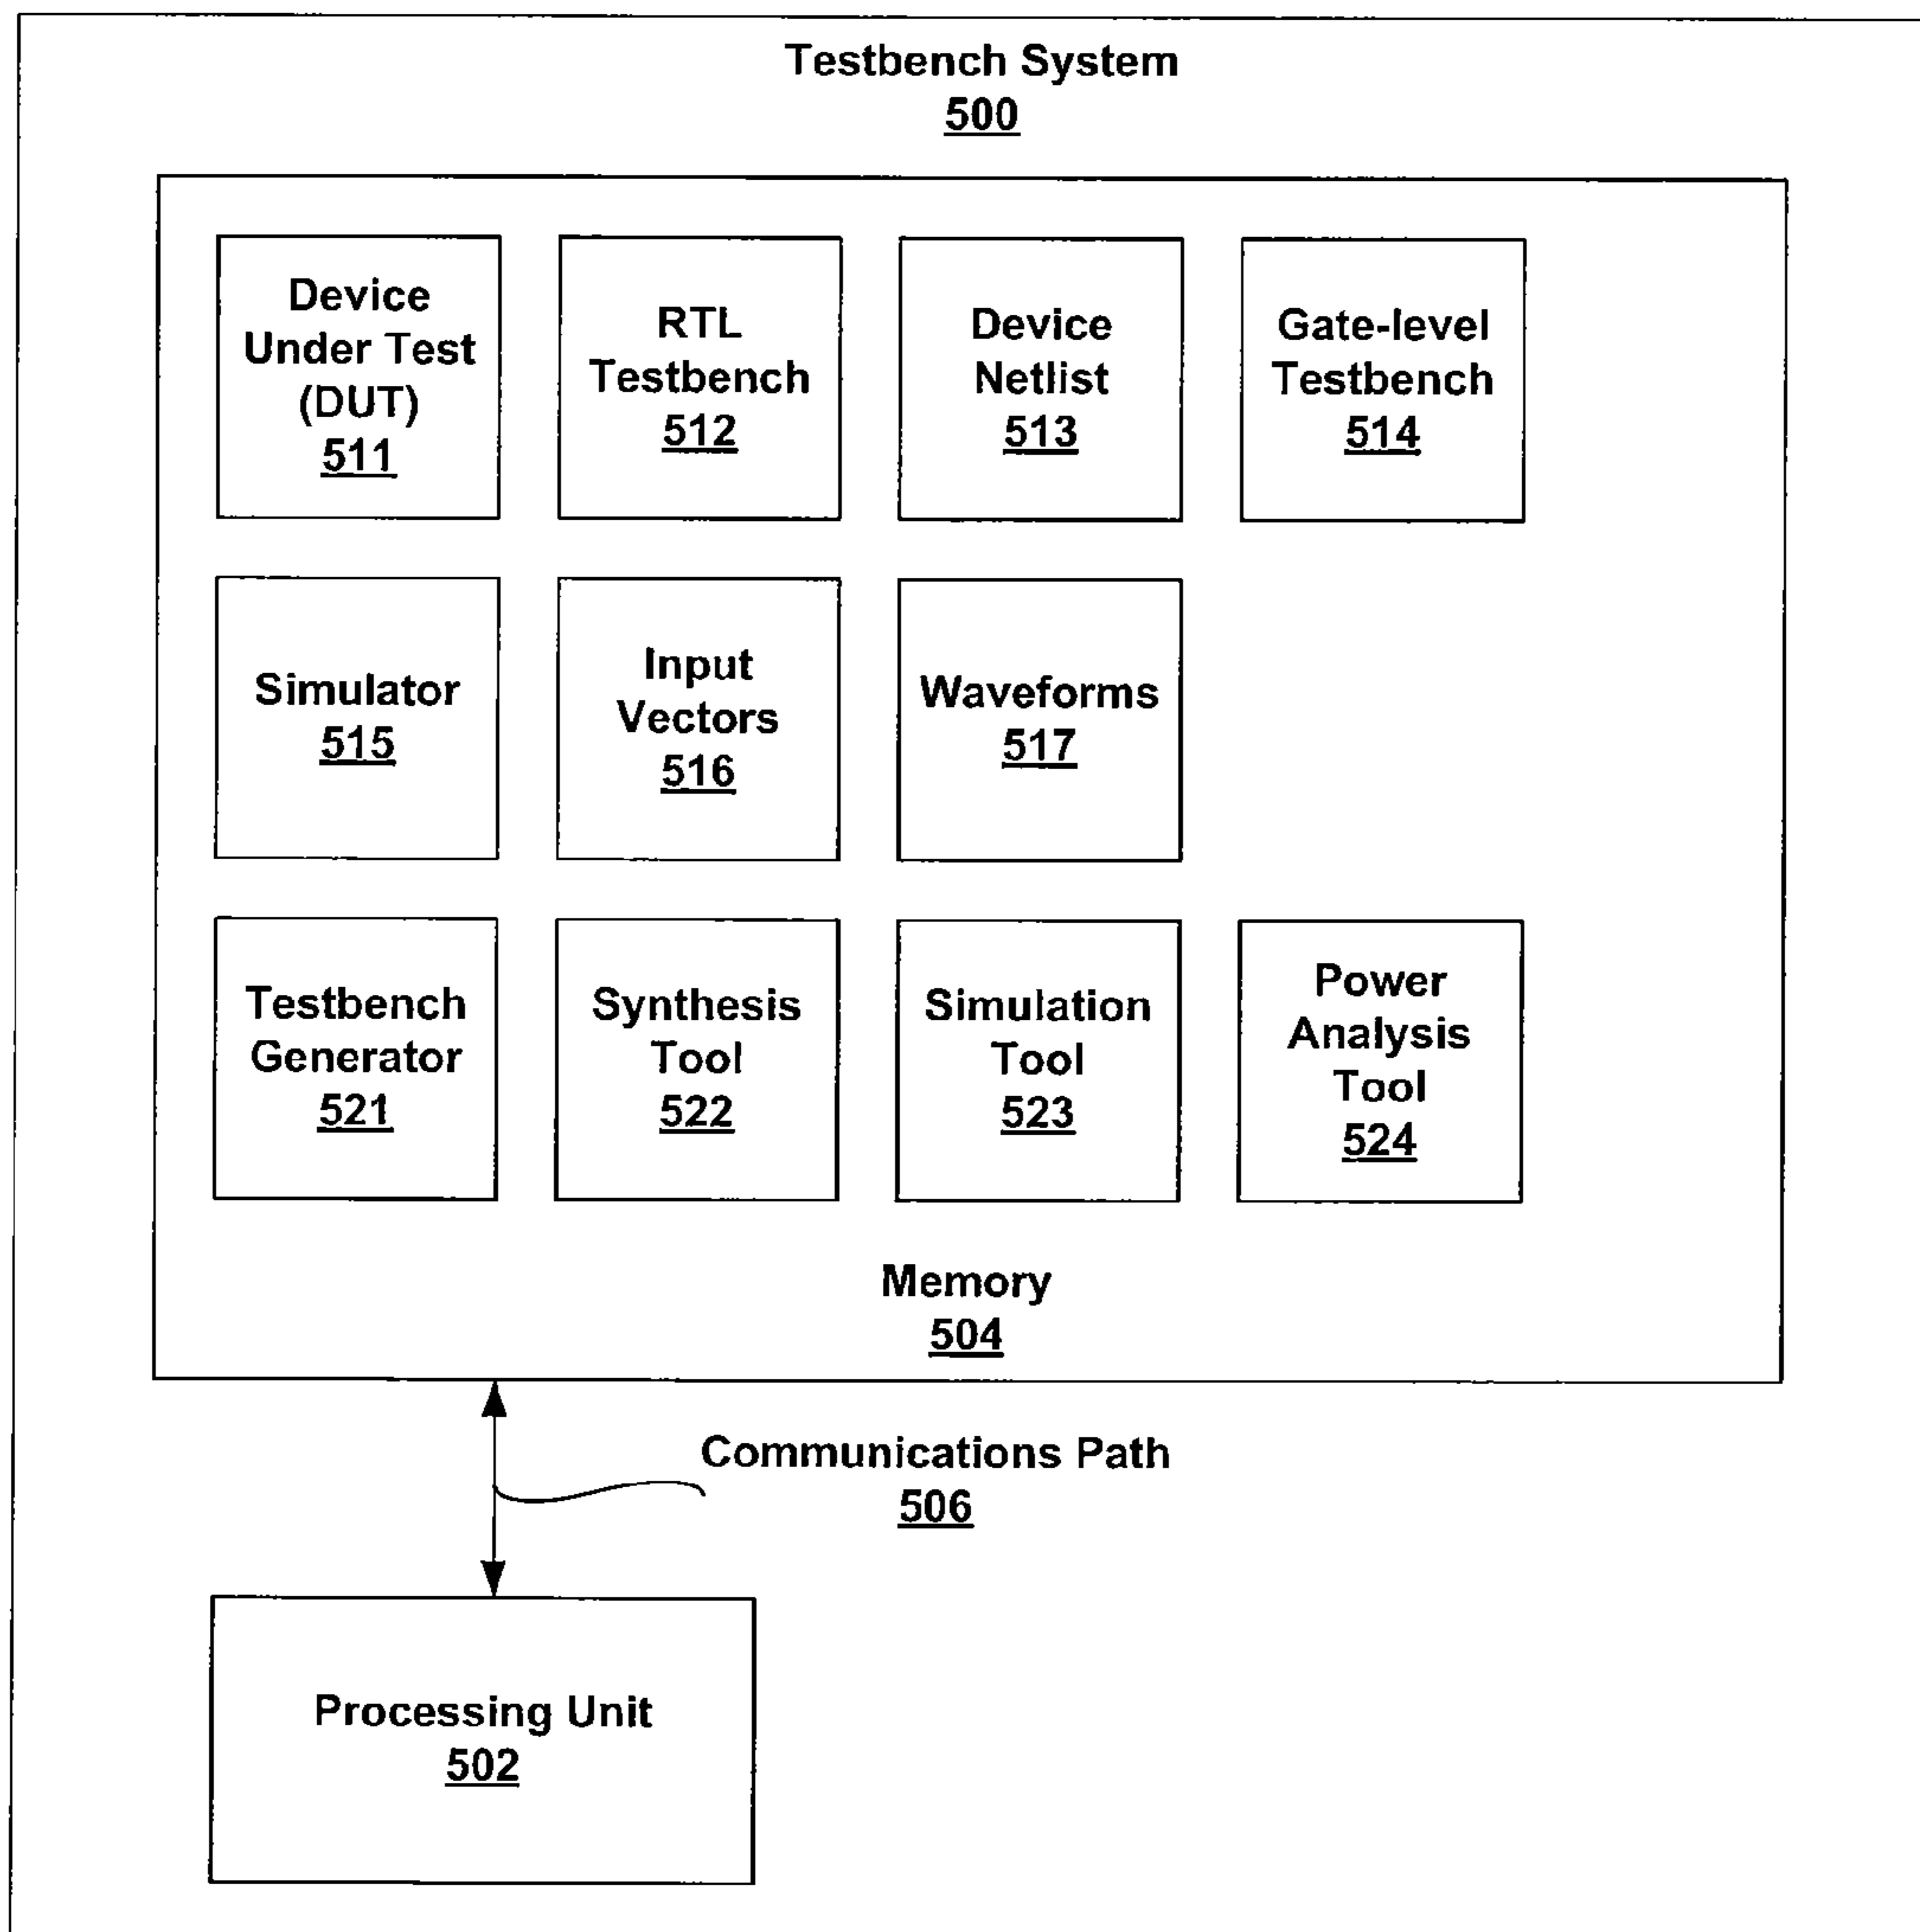 Testbench System
500
Device
Under Test
(DUT)
511
RTL
Testbench
512
Device
Netlist
513
Gate-level
Testbench
514
Simulator
515
Input
Vectors
516
Waveforms
517
Testbench
Generator
521
Synthesis
Tool
522
Simulation
Tool
523
Power
Analysis
Tool
524
Memory
504
Communications Path
506
Processing Unit
502